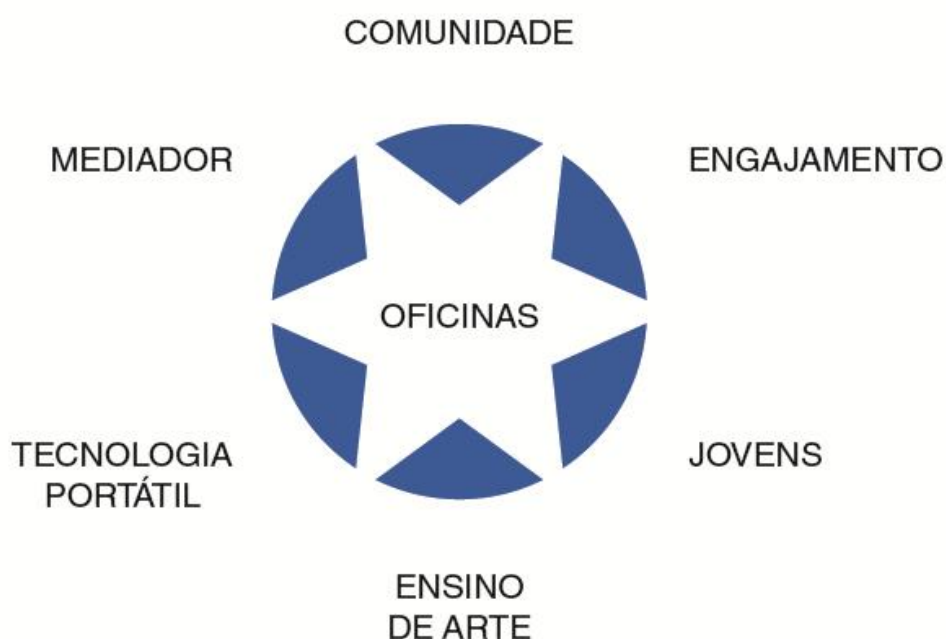 COMUNIDADE
MEDIADOR
ENGAJAMENTO
OFICINAS
TECNOLOGIA
PORTÁTIL
JOVENS
ENSINO
DE ARTE